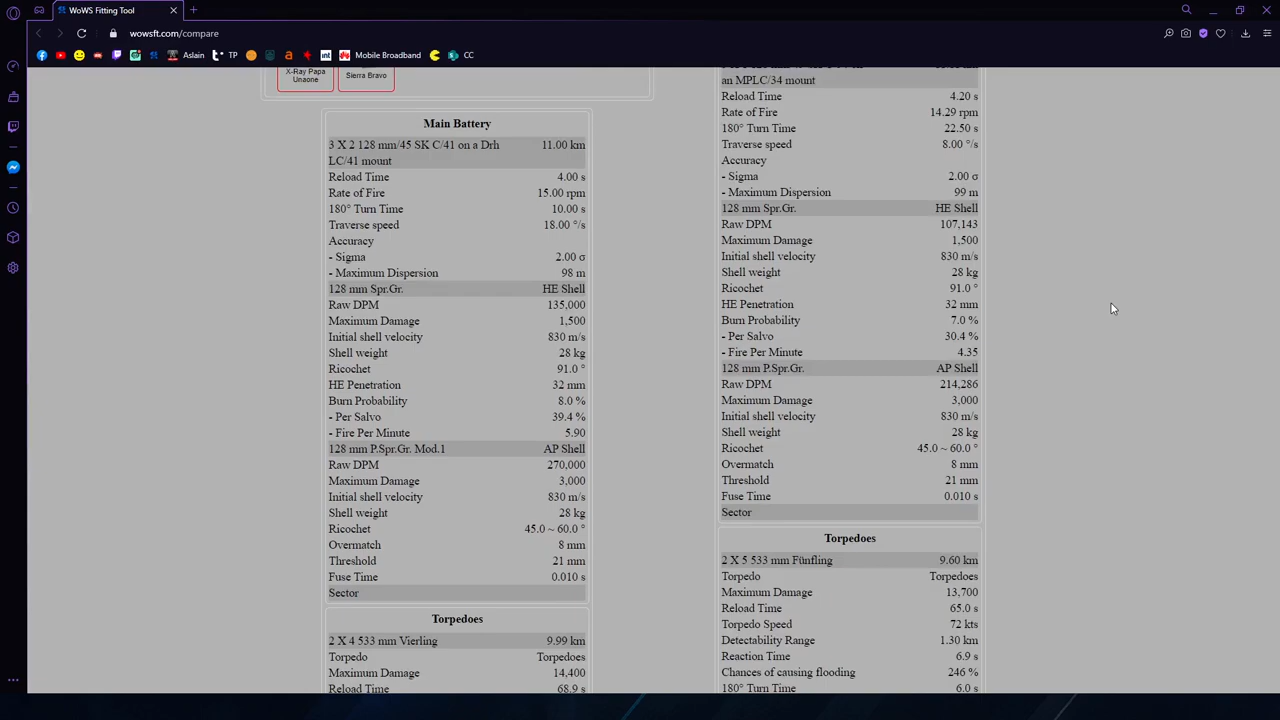 WoWS Fitting Tool
wowsft.com/compare
Aslain
TP
int
Mobile Broadband
CC
X-Ray Papa
Unaone
Sierra Bravo
Main Battery
3 X 2 128 mm/45 SK C/41 on a Drh 11.00 km
LC/41 mount
Reload Time 4.00 s
Rate of Fire 15.00 rpm
180° Turn Time 10.00 s
Traverse speed 18.00 °/s
Accuracy
- Sigma 2.00 σ
- Maximum Dispersion 98 m
128 mm Spr.Gr. HE Shell
Raw DPM 135,000
Maximum Damage 1,500
Initial shell velocity 830 m/s
Shell weight 28 kg
Ricochet 91.0 °
HE Penetration 32 mm
Burn Probability 8.0 %
- Per Salvo 39.4 %
- Fire Per Minute 5.90
128 mm P.Spr.Gr. Mod.1 AP Shell
Raw DPM 270,000
Maximum Damage 3,000
Initial shell velocity 830 m/s
Shell weight 28 kg
Ricochet 45.0 ~ 60.0 °
Overmatch 8 mm
Threshold 21 mm
Fuse Time 0.010 s
Sector
Torpedoes
2 X 4 533 mm Vierling 9.99 km
Torpedo Torpedoes
Maximum Damage 14,400
Reload Time 68.9 s
an MPLC/34 mount
Reload Time 4.20 s
Rate of Fire 14.29 rpm
180° Turn Time 22.50 s
Traverse speed 8.00 °/s
Accuracy
- Sigma 2.00 σ
- Maximum Dispersion 99 m
128 mm Spr.Gr. HE Shell
Raw DPM 107,143
Maximum Damage 1,500
Initial shell velocity 830 m/s
Shell weight 28 kg
Ricochet 91.0 °
HE Penetration 32 mm
Burn Probability 7.0 %
- Per Salvo 30.4 %
- Fire Per Minute 4.35
128 mm P.Spr.Gr. AP Shell
Raw DPM 214,286
Maximum Damage 3,000
Initial shell velocity 830 m/s
Shell weight 28 kg
Ricochet 45.0 ~ 60.0 °
Overmatch 8 mm
Threshold 21 mm
Fuse Time 0.010 s
Sector
Torpedoes
2 X 5 533 mm Fünfling 9.60 km
Torpedo Torpedoes
Maximum Damage 13,700
Reload Time 65.0 s
Torpedo Speed 72 kts
Detectability Range 1.30 km
Reaction Time 6.9 s
Chances of causing flooding 246 %
180° Turn Time 6.0 s